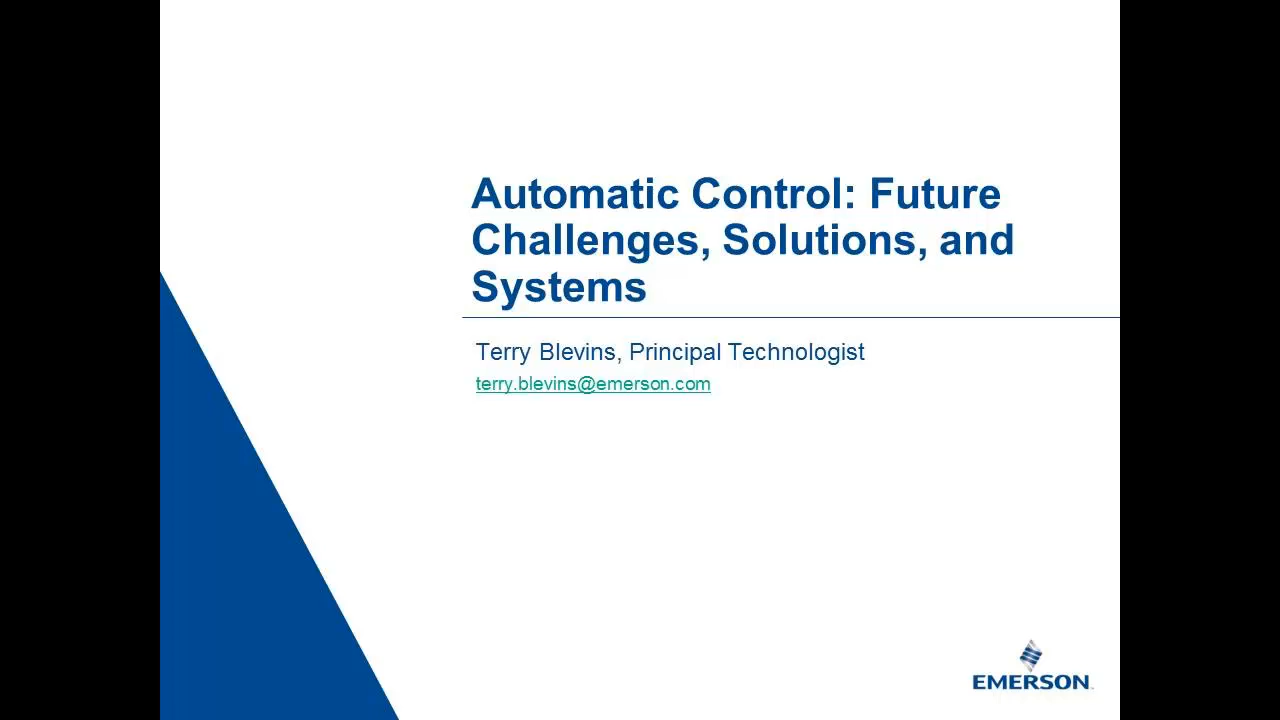 Automatic Control: Future
Challenges, Solutions, and
Systems
Terry Blevins, Principal Technologist
terry.blevins@emerson.com
EMERSON